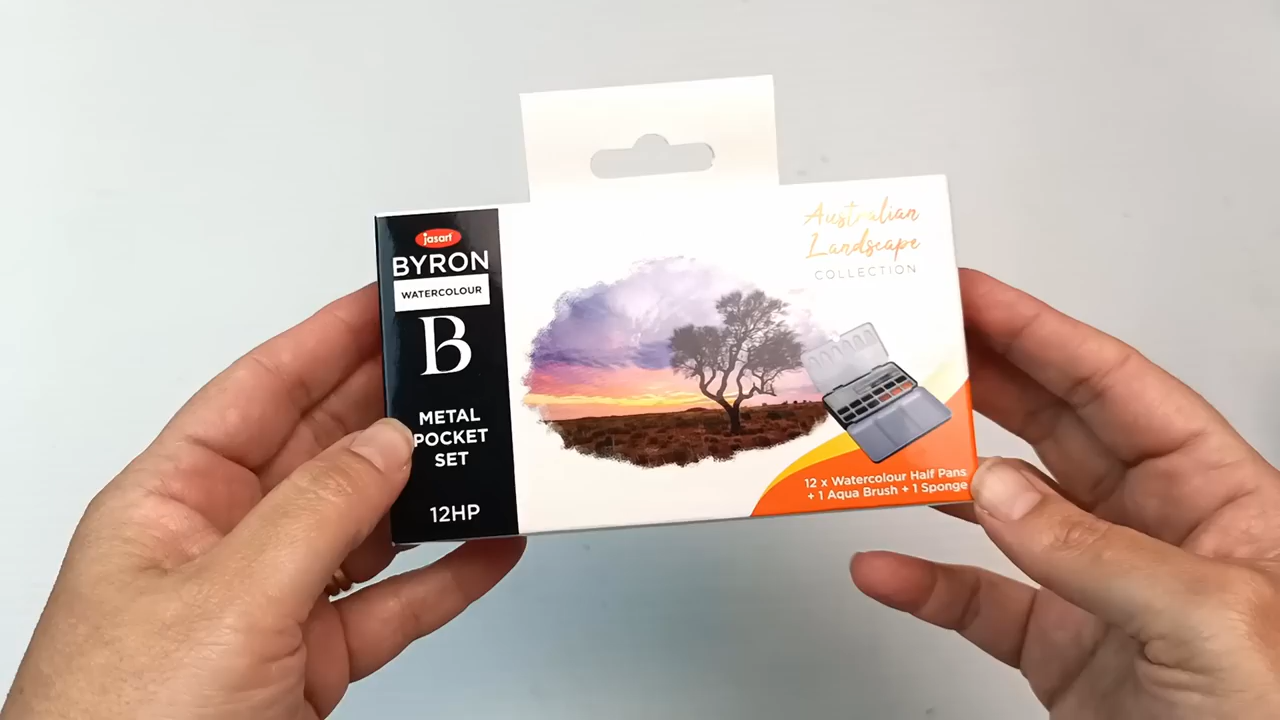 jasart
BYRON
WATERCOLOUR
B
METAL
POCKET
SET
12HP
Australian
Landscape
COLLECTION
12 x Watercolour Half Pans
+ 1 Aqua Brush + 1 Sponge